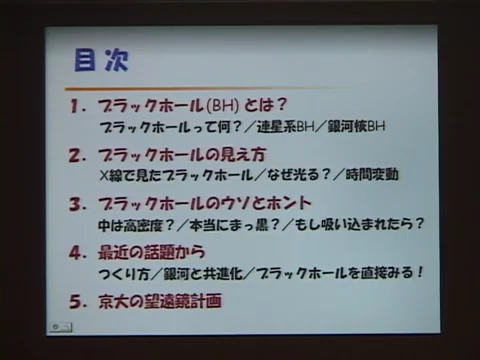 目次
1. ブラックホール(BH)とは?
ブラックホールって何?/連星系BH/銀河核BH
2. ブラックホールの見え方
X線で見たブラックホール/なぜ光る?/時間変動
3. ブラックホールのウソとホント
中は高密度?/本当にまっ黒?/もし吸い込まれたら?
4. 最近の話題から
つくり方/銀河と共進化/ブラックホールを直接みる!
5. 京大の望遠鏡計画